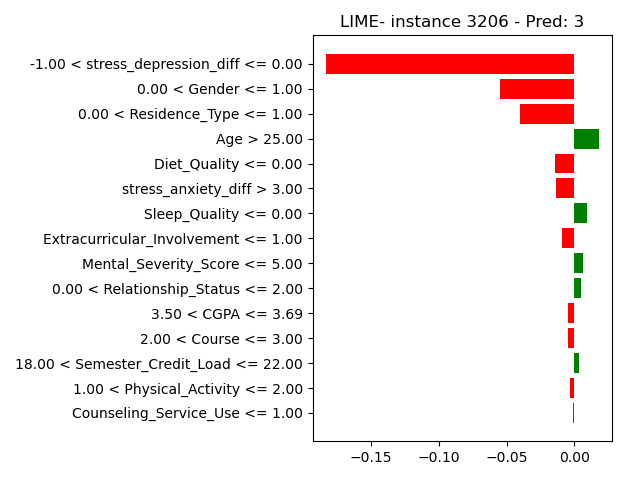 LIME- instance 3206 - Pred: 3
-1.00 < stress_depression_diff <= 0.00
0.00 < Gender <= 1.00
0.00 < Residence_Type <= 1.00
Age > 25.00
Diet_Quality <= 0.00
stress_anxiety_diff > 3.00
Sleep_Quality <= 0.00
Extracurricular_Involvement <= 1.00
Mental_Severity_Score <= 5.00
0.00 < Relationship_Status <= 2.00
3.50 < CGPA <= 3.69
2.00 < Course <= 3.00
18.00 < Semester_Credit_Load <= 22.00
1.00 < Physical_Activity <= 2.00
Counseling_Service_Use <= 1.00
−0.15 −0.10 −0.05 0.00